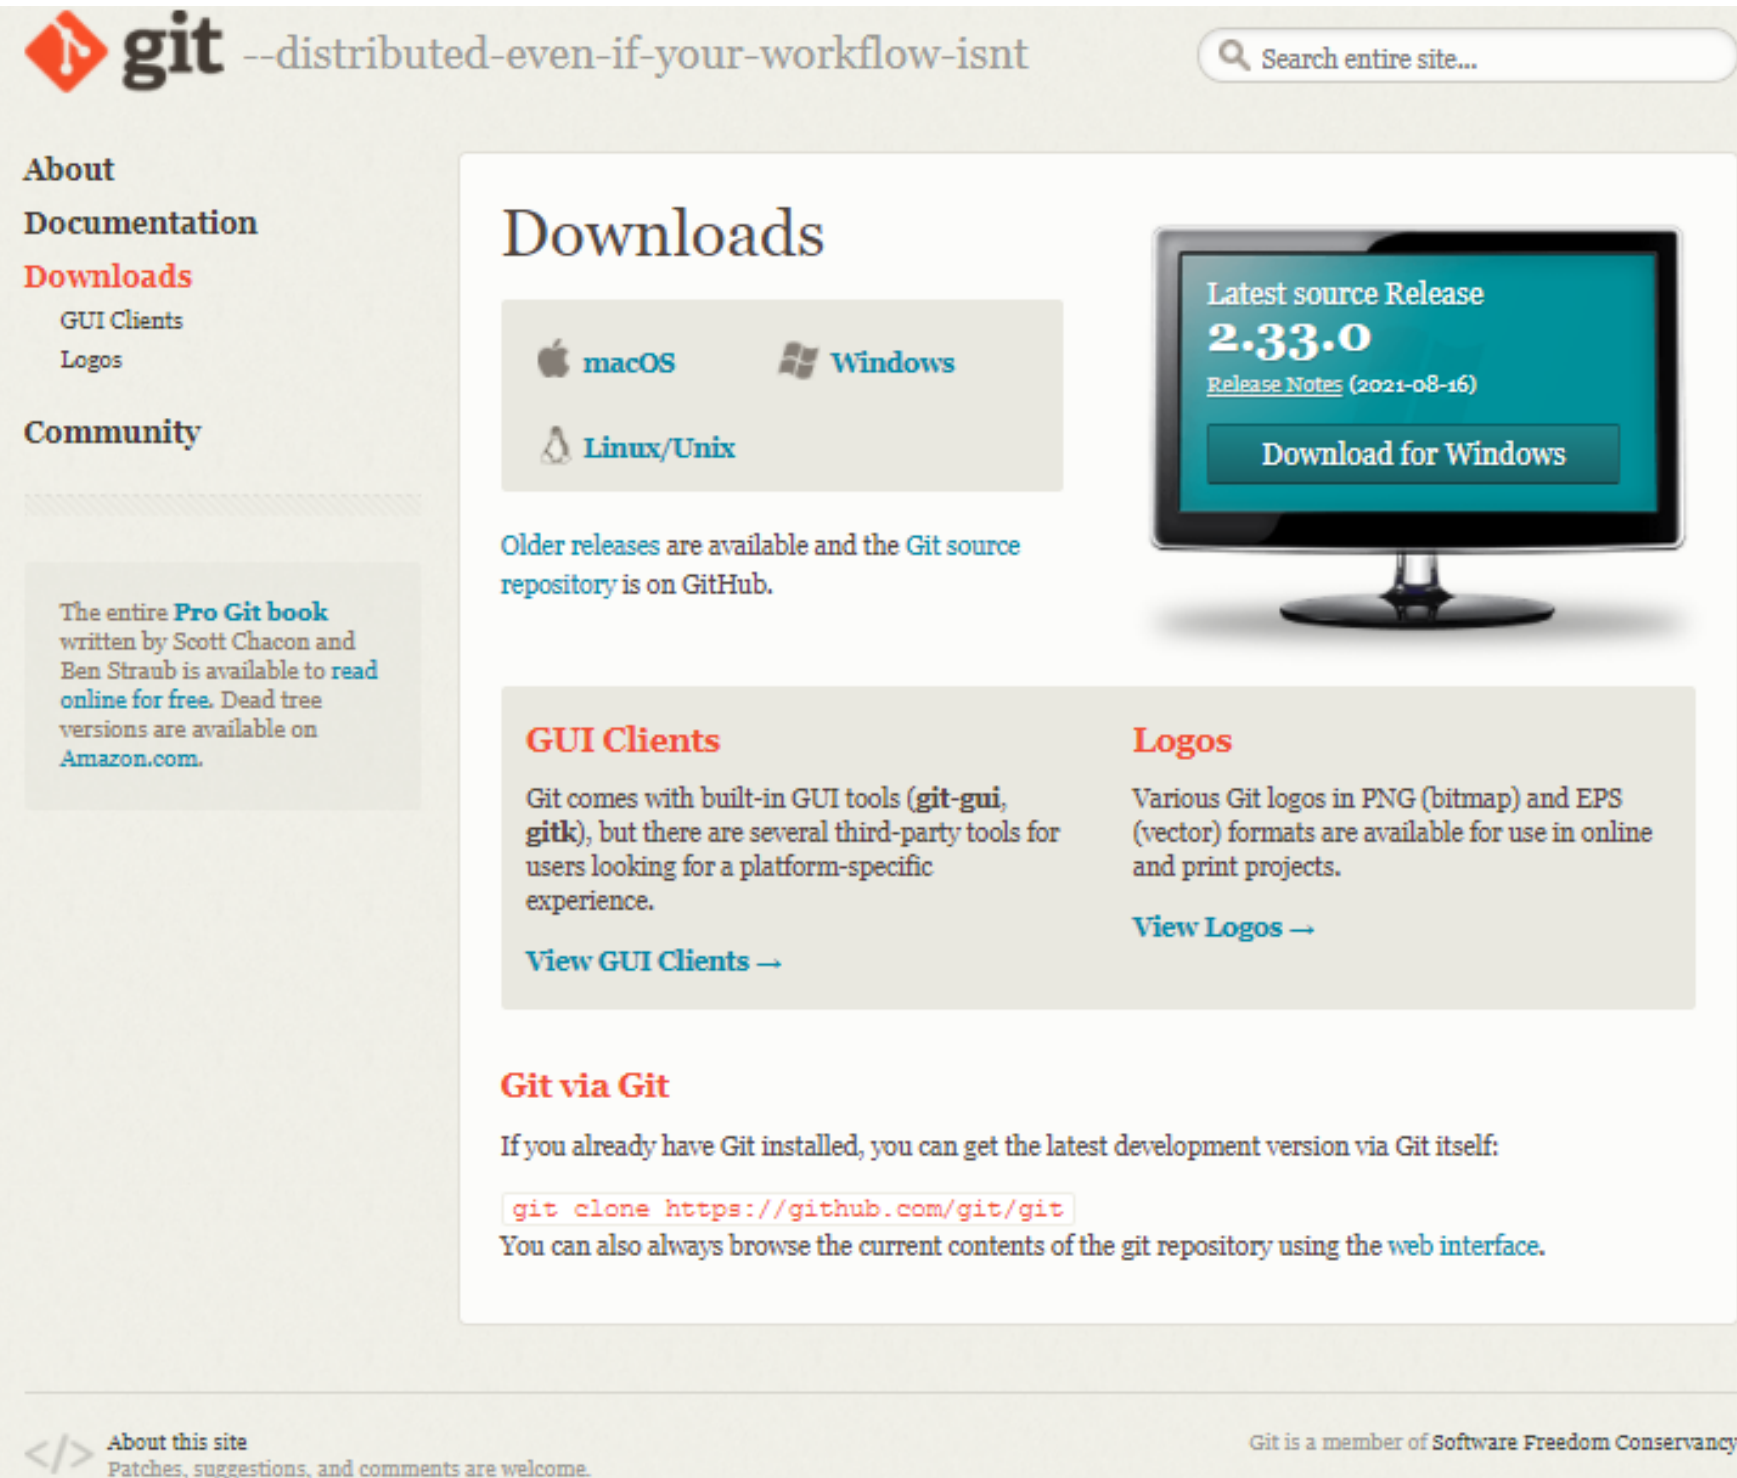 git --distributed-even-if-your-workflow-isnt
Search entire site...
About
Documentation
Downloads
GUI Clients
Logos
Community
The entire Pro Git book
written by Scott Chacon and
Ben Straub is available to read
online for free. Dead tree
versions are available on
Amazon.com.
Downloads
macOS
Windows
Linux/Unix
Older releases are available and the Git source
repository is on GitHub.
Latest source Release
2.33.0
Release Notes (2021-08-16)
Download for Windows
GUI Clients
Git comes with built-in GUI tools (git-gui,
gitk), but there are several third-party tools for
users looking for a platform-specific
experience.
View GUI Clients →
Logos
Various Git logos in PNG (bitmap) and EPS
(vector) formats are available for use in online
and print projects.
View Logos →
Git via Git
If you already have Git installed, you can get the latest development version via Git itself:
git clone https://github.com/git/git
You can also always browse the current contents of the git repository using the web interface.
</> About this site
Patches, suggestions, and comments are welcome.
Git is a member of Software Freedom Conservancy